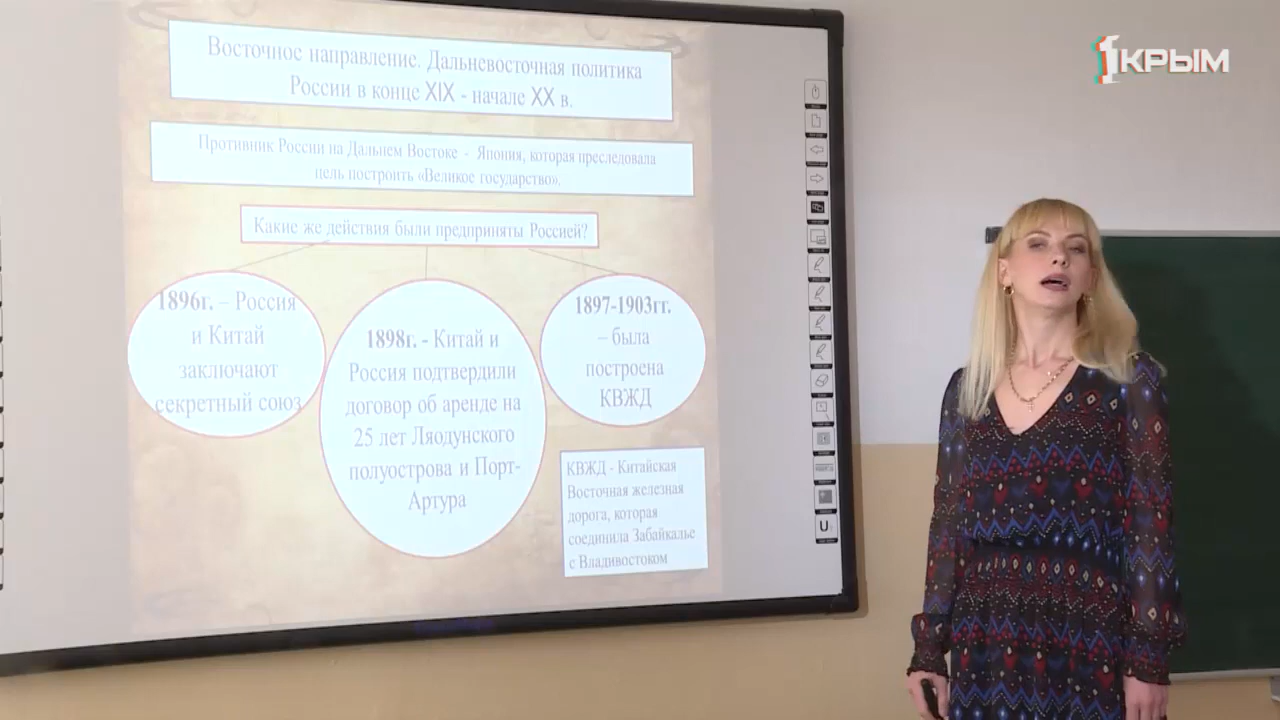 Восточное направление. Дальневосточная политика
России в конце XIX - начале XX в.
Противник России на Дальнем Востоке - Япония, которая преследовала
цель построить «Великое государство».
Какие же действия были предприняты Россией?
1896г. – Россия
и Китай
заключают
секретный союз
1898г. - Китай и
Россия подтвердили
договор об аренде на
25 лет Ляодунского
полуострова и Порт-
Артура
1897-1903гг.
– была
построена
КВЖД
КВЖД - Китайская
Восточная железная
дорога, которая
соединила Забайкалье
с Владивостоком
1КРЫМ
U